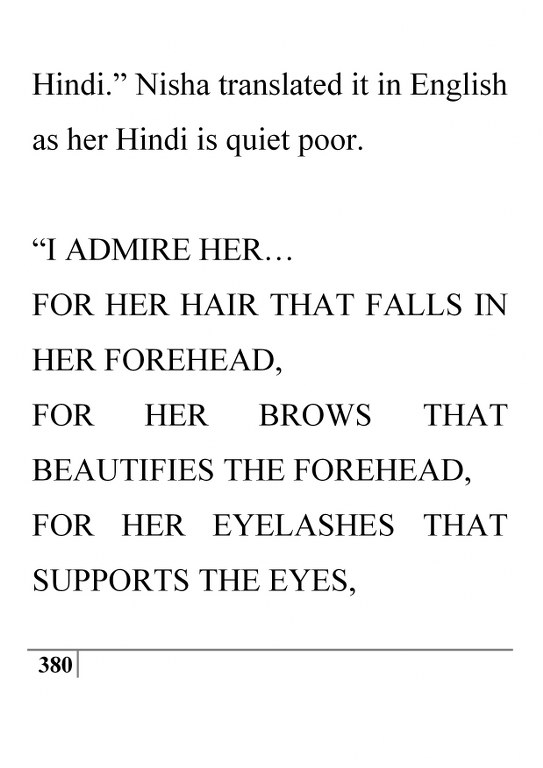 Hindi.” Nisha translated it in English
as her Hindi is quiet poor.
“I ADMIRE HER…
FOR HER HAIR THAT FALLS IN
HER FOREHEAD,
FOR HER BROWS THAT
BEAUTIFIES THE FOREHEAD,
FOR HER EYELASHES THAT
SUPPORTS THE EYES,
380